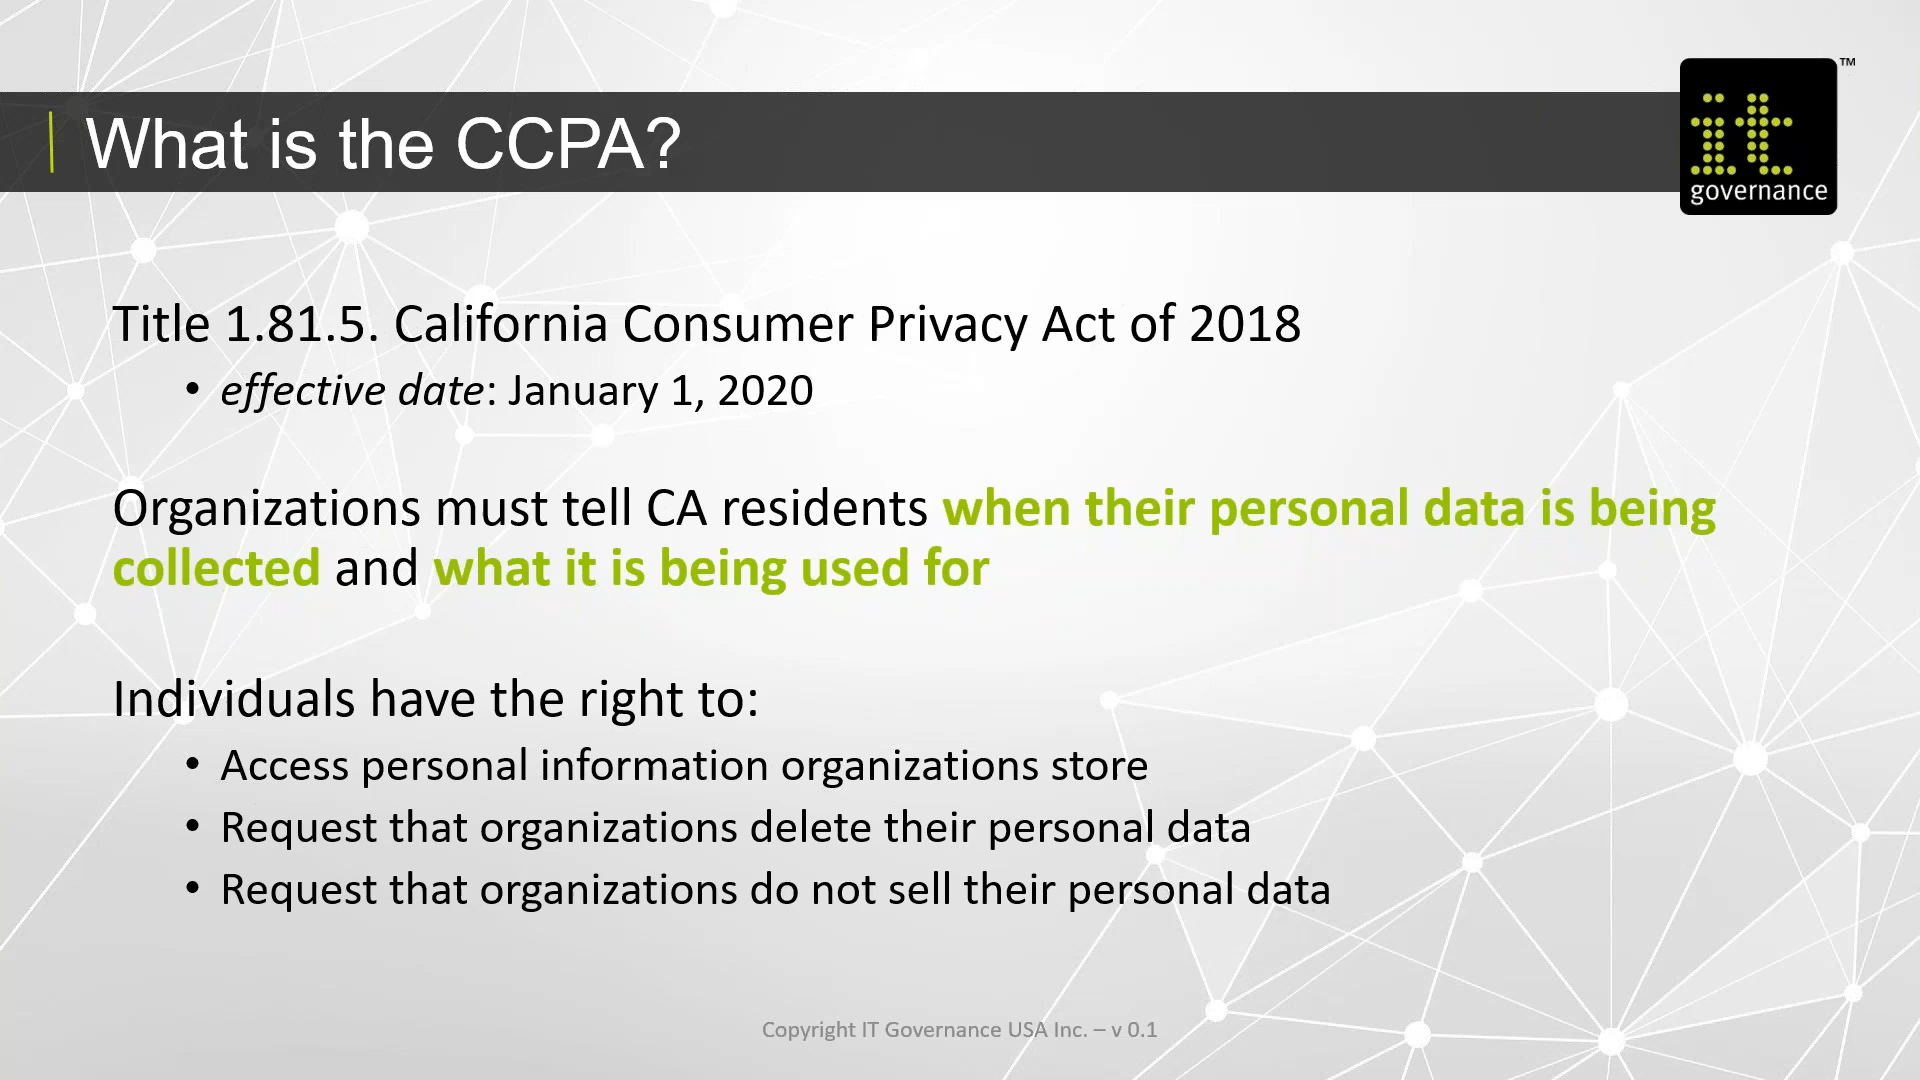 What is the CCPA?
it
governance
TM
Title 1.81.5. California Consumer Privacy Act of 2018
• effective date: January 1, 2020
Organizations must tell CA residents when their personal data is being
collected and what it is being used for
Individuals have the right to:
• Access personal information organizations store
• Request that organizations delete their personal data
• Request that organizations do not sell their personal data
Copyright IT Governance USA Inc. – v 0.1